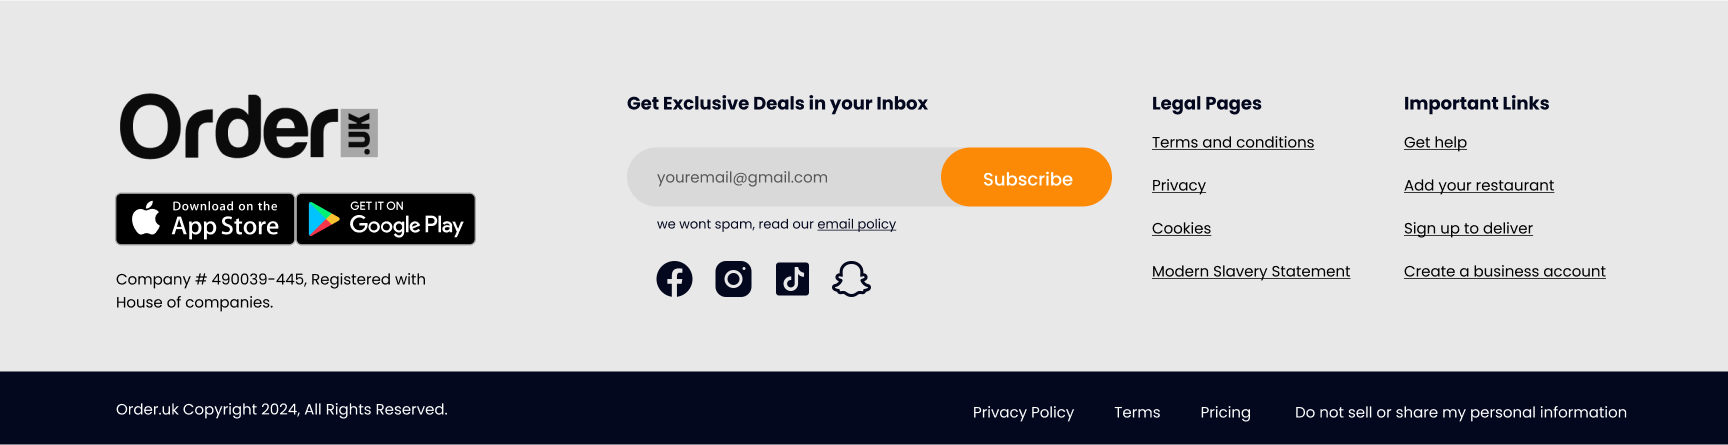 Order.UK
Download on the
App Store
GET IT ON
Google Play
Company # 490039-445, Registered with
House of companies.
Get Exclusive Deals in your Inbox
youremail@gmail.com
Subscribe
we wont spam, read our email policy
Legal Pages
Terms and conditions
Privacy
Cookies
Modern Slavery Statement
Important Links
Get help
Add your restaurant
Sign up to deliver
Create a business account
Order.uk Copyright 2024, All Rights Reserved.
Privacy Policy
Terms
Pricing
Do not sell or share my personal information